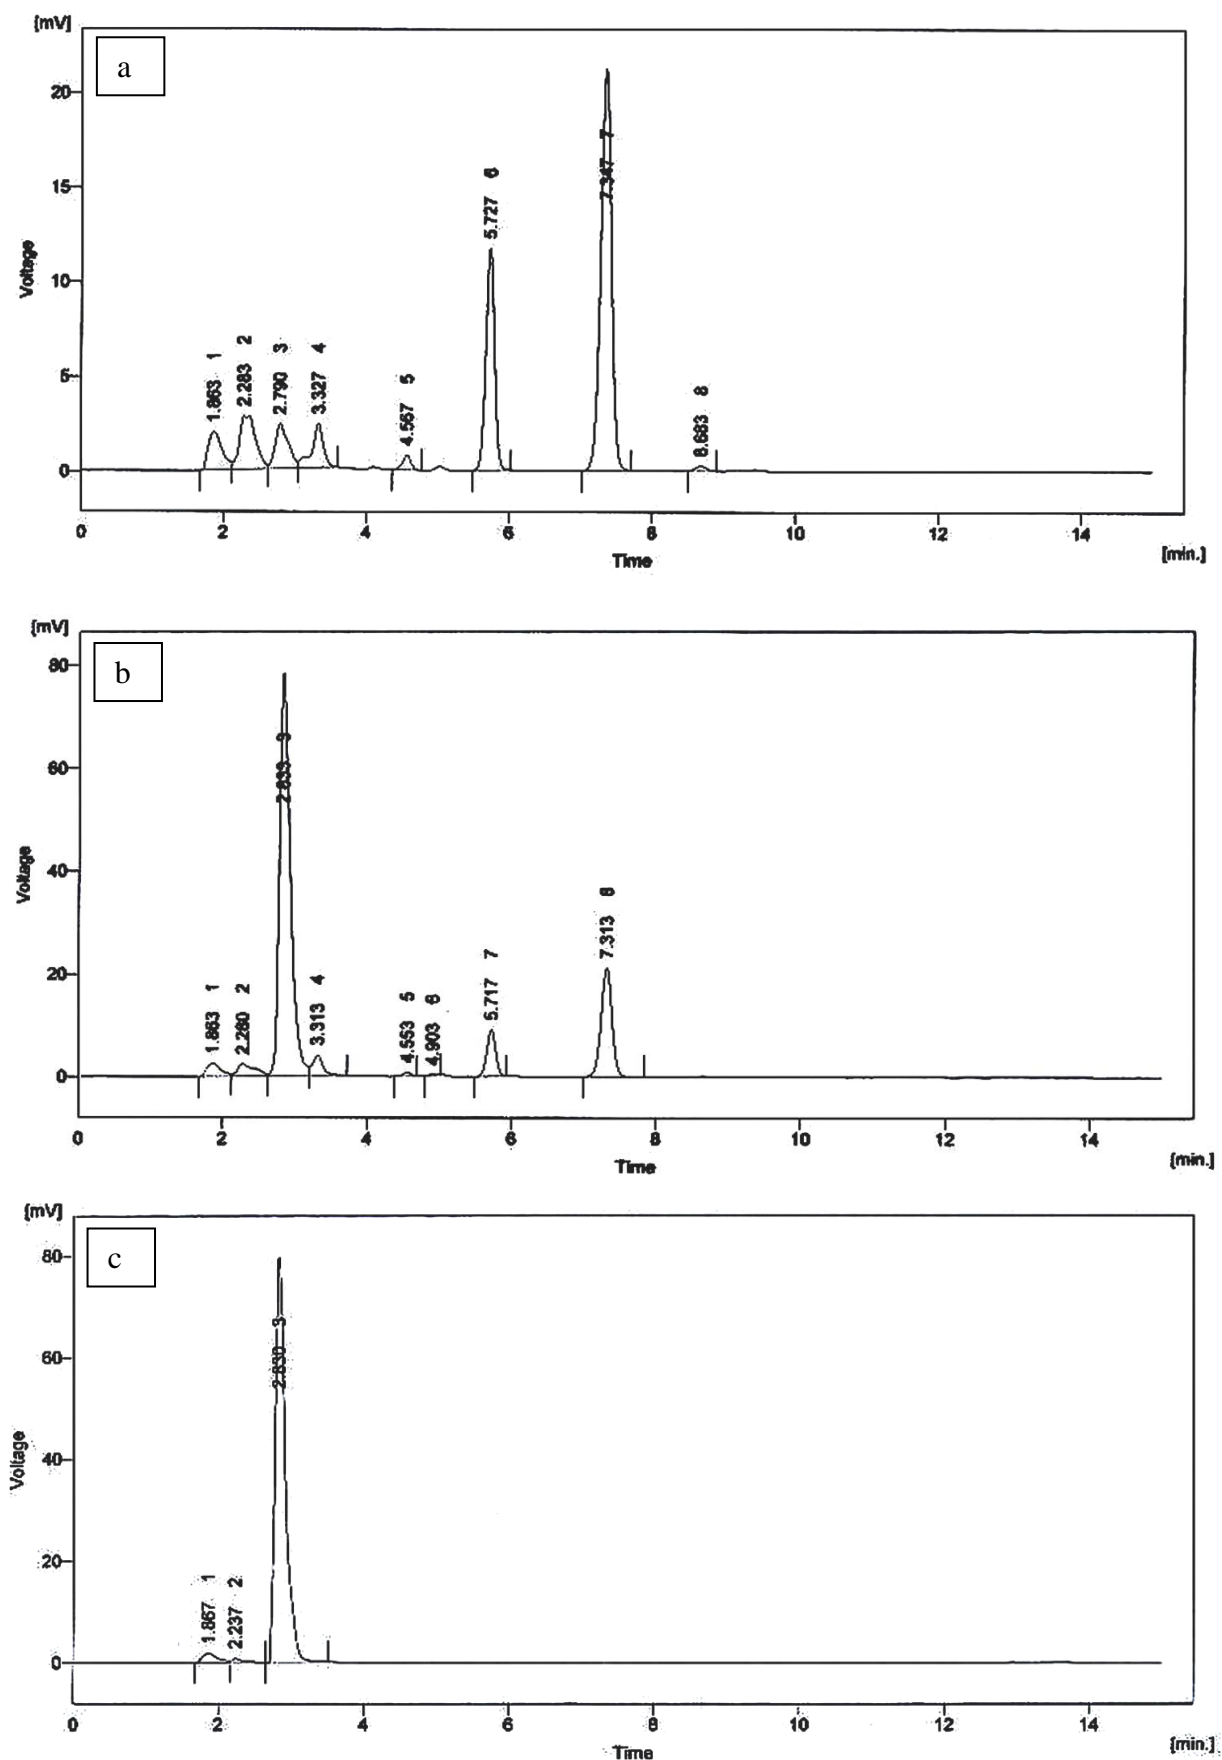 [mV]
a
20
15
10
5
0
Voltage
1.863 1
2.283 2
2.790 3
3.327 4
4.567 5
5.727 6
7.347 7
8.683 8
0 2 4 6 8 10 12 14
Time
[min.]
[mV]
b
80
60
40
20
0
Voltage
1.883 1
2.280 2
2.833 3
3.313 4
4.553 5
4.903 6
5.717 7
7.313 8
0 2 4 6 8 10 12 14
Time
[min.]
[mV]
c
80
60
40
20
0
Voltage
1.867 1
2.237 2
2.830 3
0 2 4 6 8 10 12 14
Time
[min.]